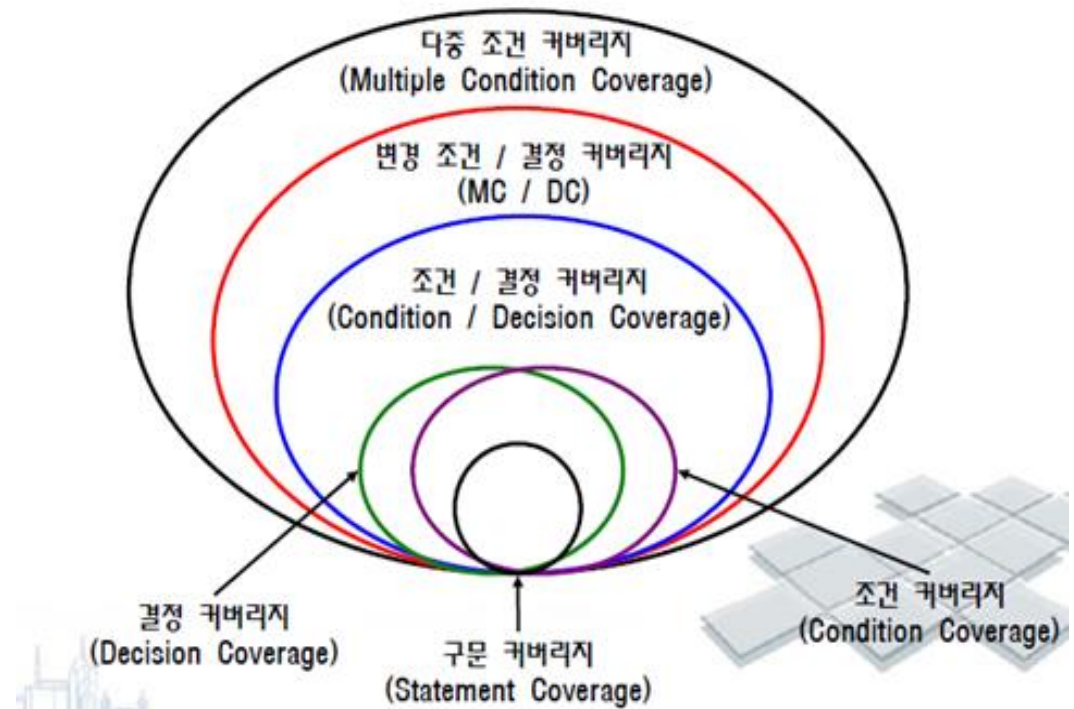 다중 조건 커버리지
(Multiple Condition Coverage)
변경 조건 / 결정 커버리지
(MC / DC)
조건 / 결정 커버리지
(Condition / Decision Coverage)
결정 커버리지
(Decision Coverage)
구문 커버리지
(Statement Coverage)
조건 커버리지
(Condition Coverage)